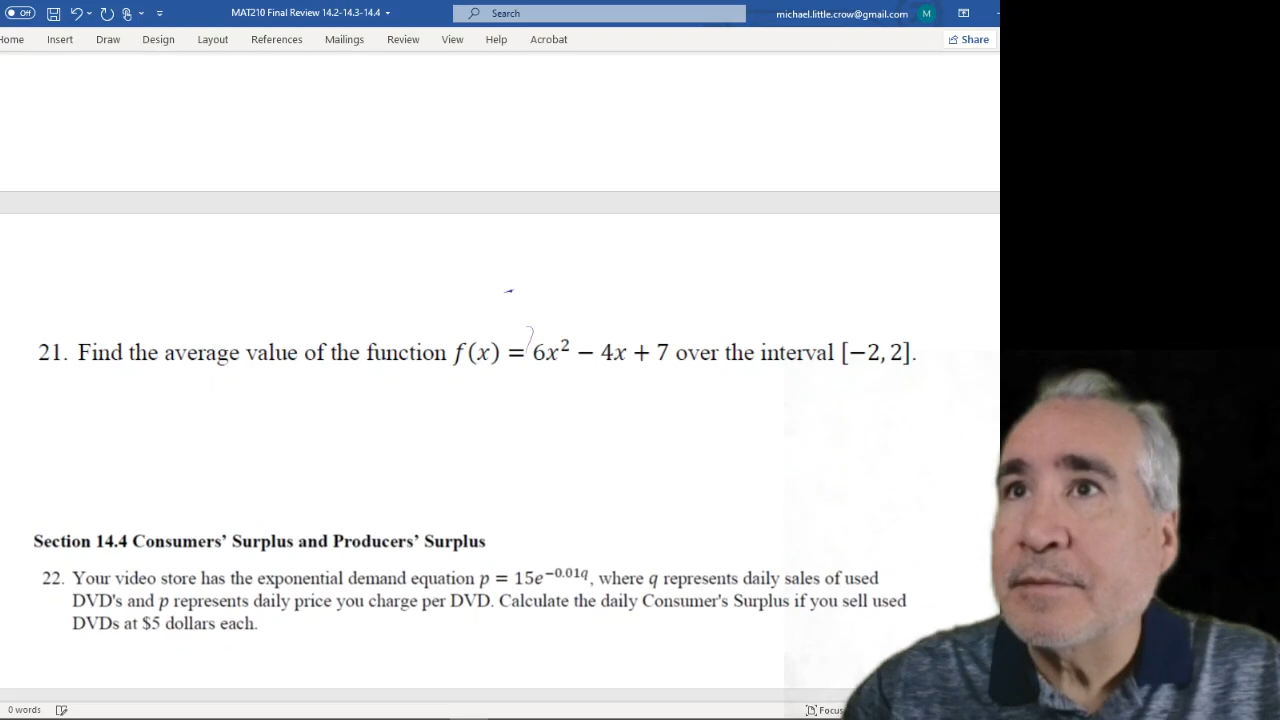 Off MAT210 Final Review 14.2-14.3-14.4 Search michael.little.crow@gmail.com M
Home Insert Draw Design Layout References Mailings Review View Help Acrobat Share
21. Find the average value of the function f(x) = 6x² − 4x + 7 over the interval [−2, 2].
Section 14.4 Consumers' Surplus and Producers' Surplus
22. Your video store has the exponential demand equation p = 15e^−0.01q, where q represents daily sales of used
DVD's and p represents daily price you charge per DVD. Calculate the daily Consumer's Surplus if you sell used
DVDs at $5 dollars each.
0 words Focus